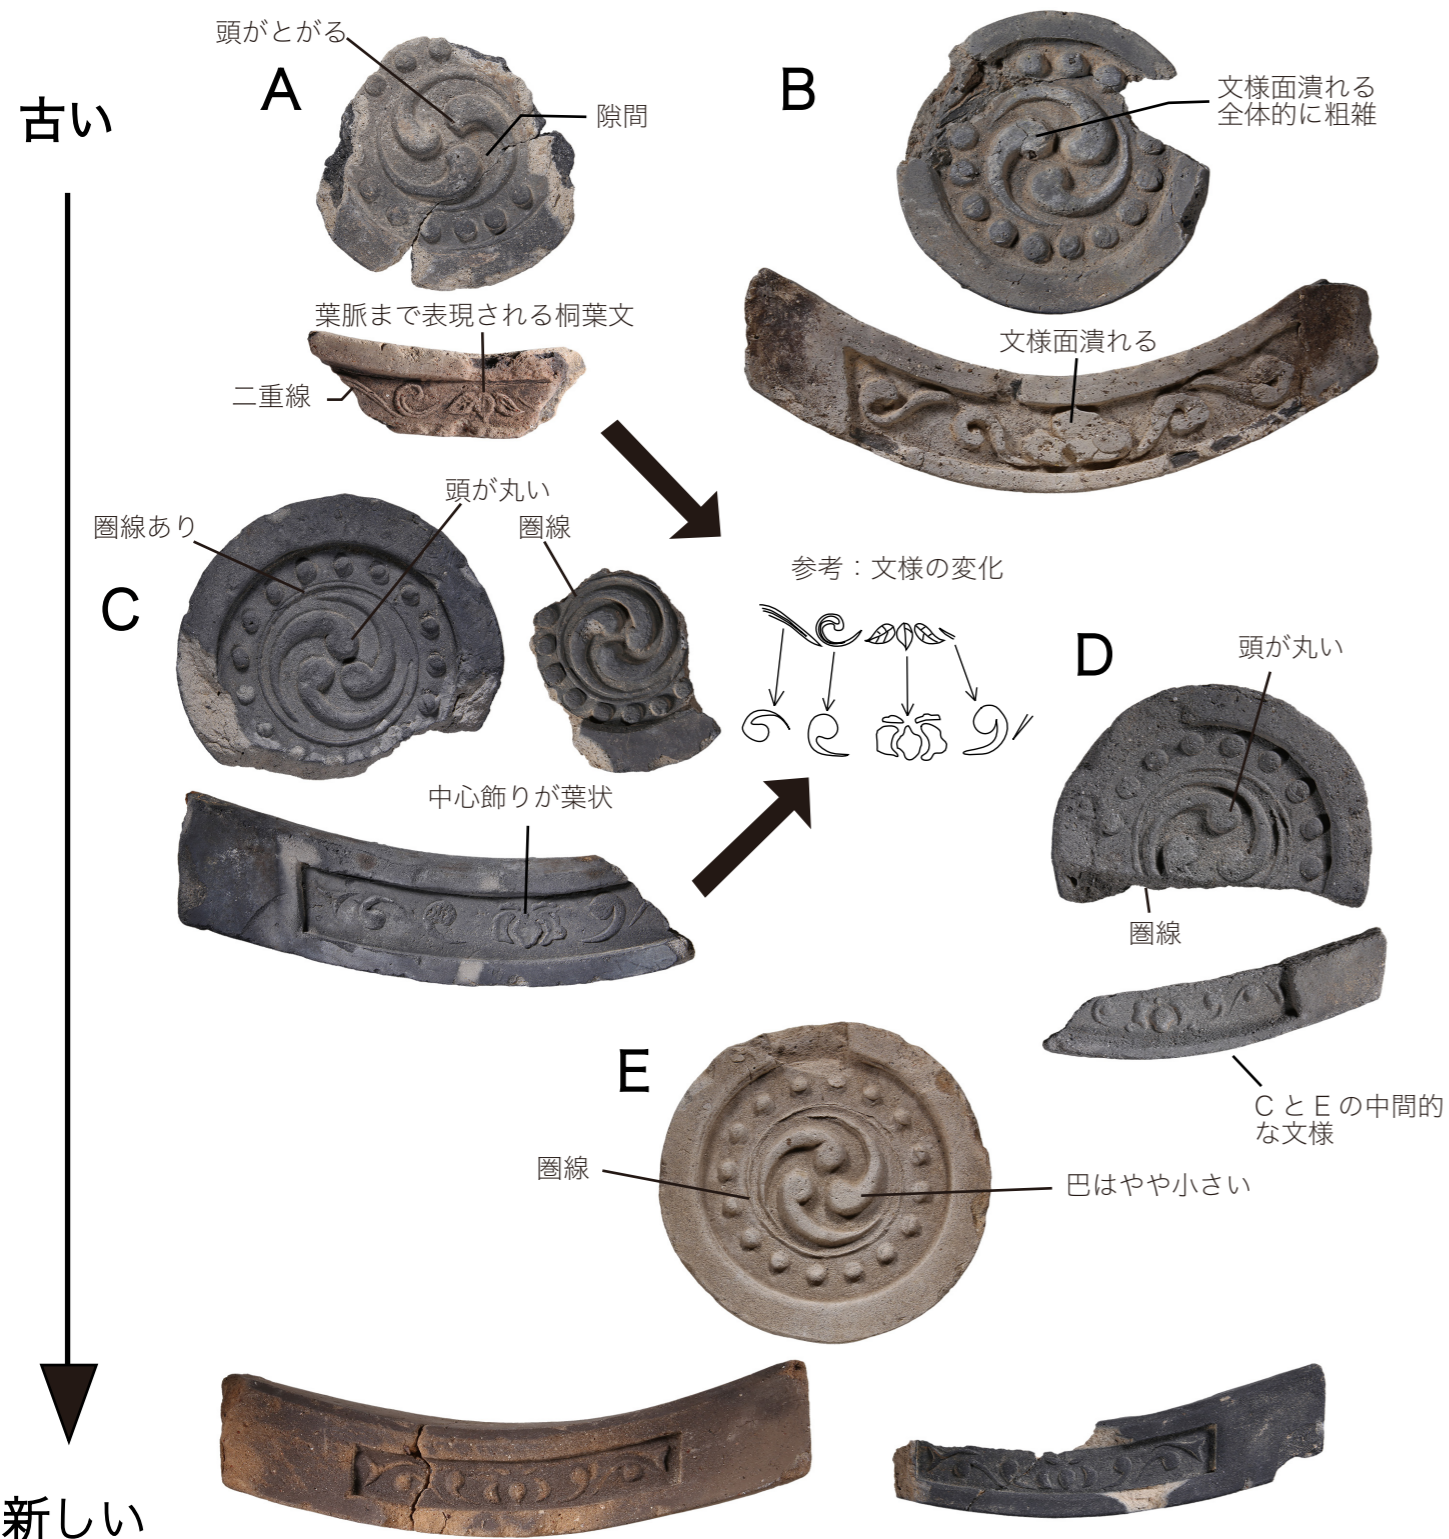 古い
A
頭がとがる
隙間
葉脈まで表現される桐葉文
二重線
B
文様面潰れる
全体的に粗雑
文様面潰れる
C
圏線あり
頭が丸い
圏線
中心飾りが葉状
参考：文様の変化
D
頭が丸い
圏線
CとEの中間的
な文様
E
圏線
巴はやや小さい
新しい